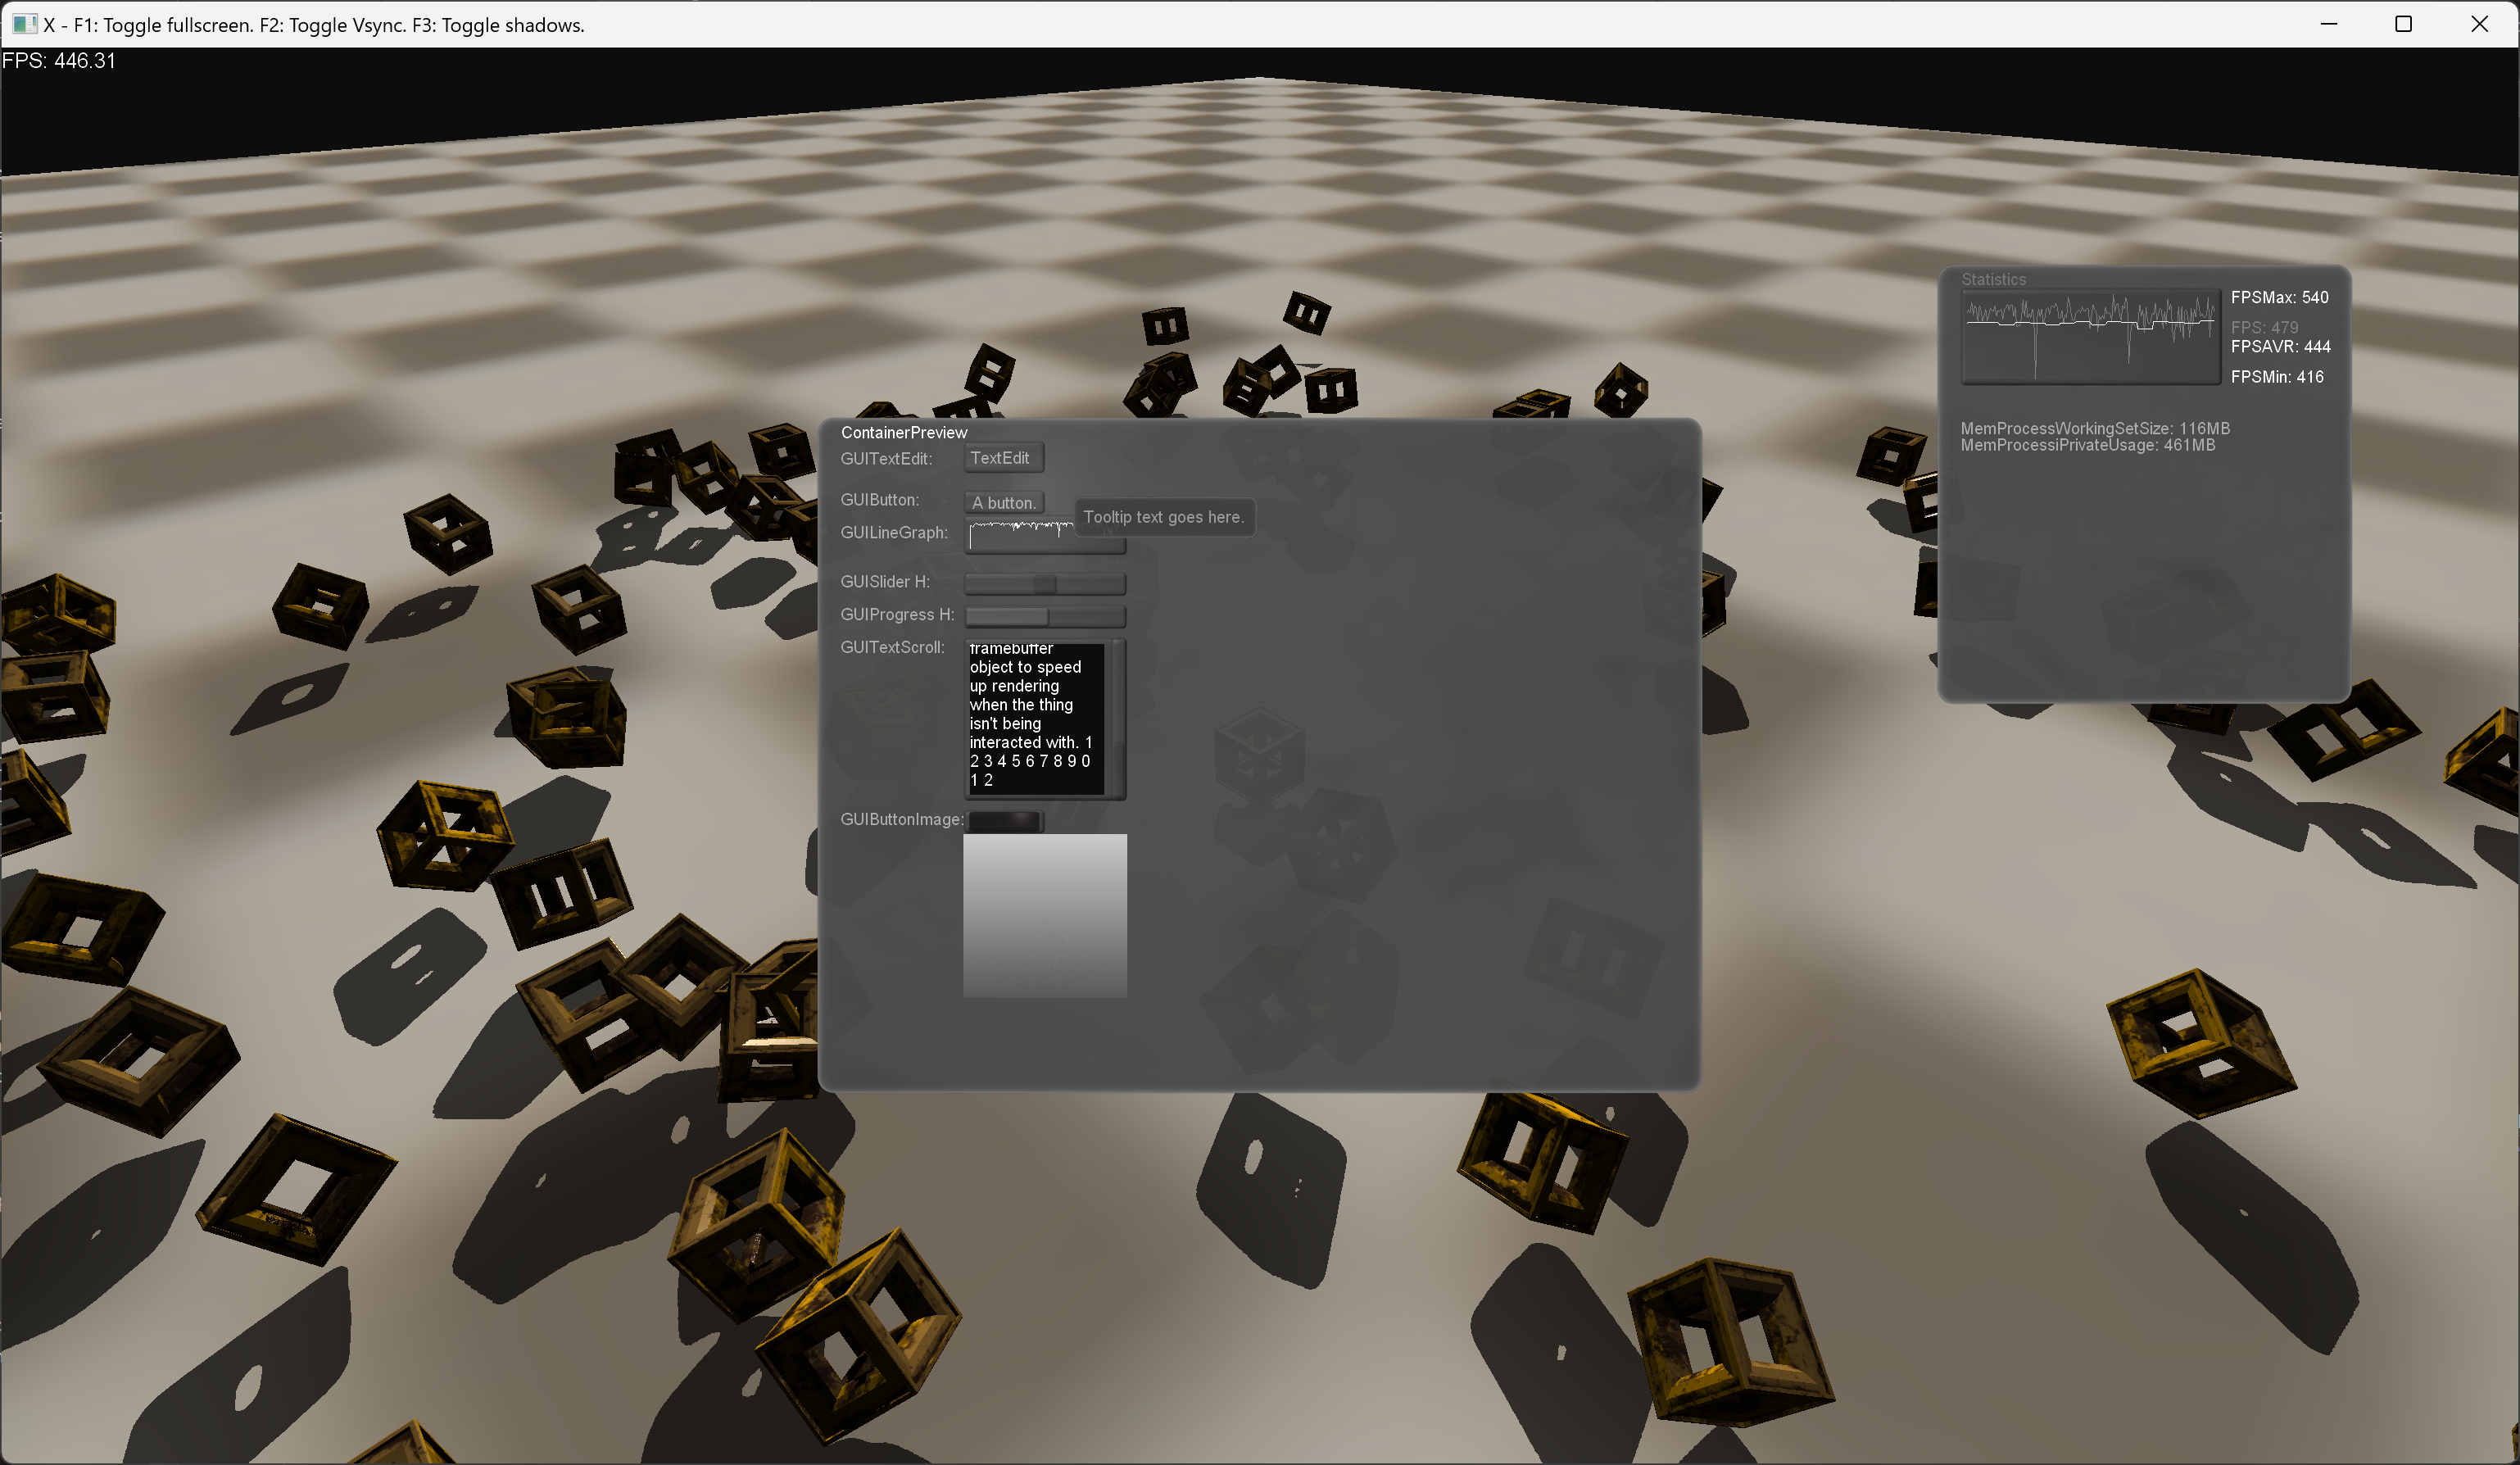 X - F1: Toggle fullscreen. F2: Toggle Vsync. F3: Toggle shadows.
FPS: 446.31
Statistics
FPSMax: 540
FPS: 479
FPSAVR: 444
FPSMin: 416
MemProcessWorkingSetSize: 116MB
MemProcessiPrivateUsage: 461MB
ContainerPreview
GUITextEdit:
TextEdit
GUIButton:
A button.
Tooltip text goes here.
GUILineGraph:
GUISlider H:
GUIProgress H:
GUITextScroll:
framebuffer
object to speed
up rendering
when the thing
isn't being
interacted with. 1
2 3 4 5 6 7 8 9 0
1 2
GUIButtonImage: